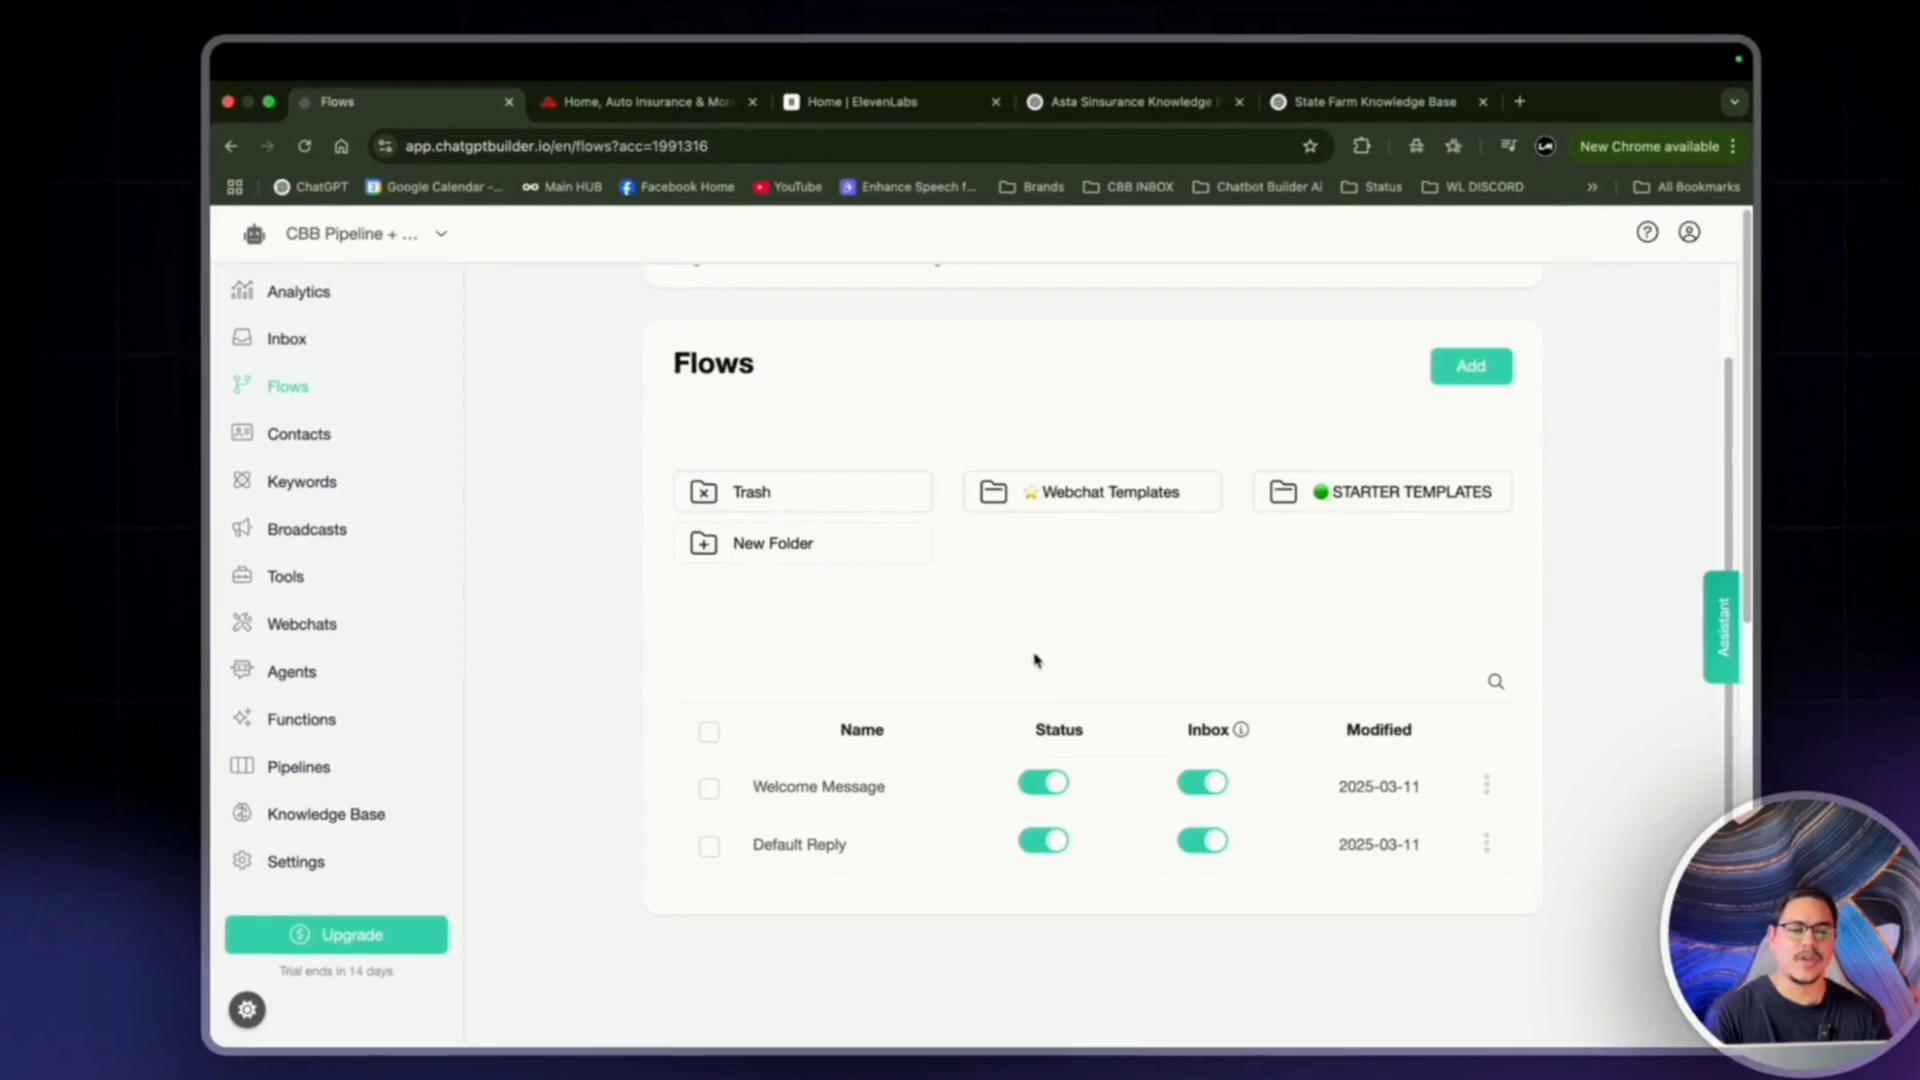 Flows
Home, Auto Insurance & Mor
Home | ElevenLabs
Asta Sinsurance Knowledge
State Farm Knowledge Base
app.chatgptbuilder.io/en/flows?acc=1991316
New Chrome available
ChatGPT
Google Calendar -...
Main HUB
Facebook Home
YouTube
Enhance Speech f...
Brands
CBB INBOX
Chatbot Builder Ai
Status
WL DISCORD
All Bookmarks
CBB Pipeline + ...
Analytics
Inbox
Flows
Contacts
Keywords
Broadcasts
Tools
Webchats
Agents
Functions
Pipelines
Knowledge Base
Settings
Upgrade
Trial ends in 14 days
Flows
Add
Trash
⭐Webchat Templates
🟢STARTER TEMPLATES
New Folder
Name Status Inbox Modified
Welcome Message 2025-03-11
Default Reply 2025-03-11
Assistant